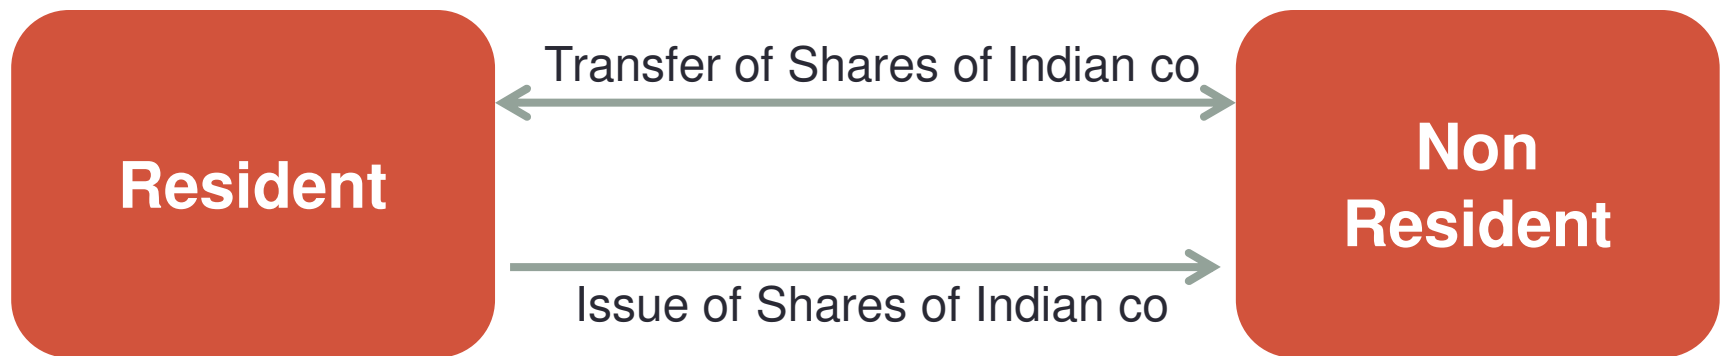 Transfer of Shares of Indian co
Resident
Non
Resident
Issue of Shares of Indian co